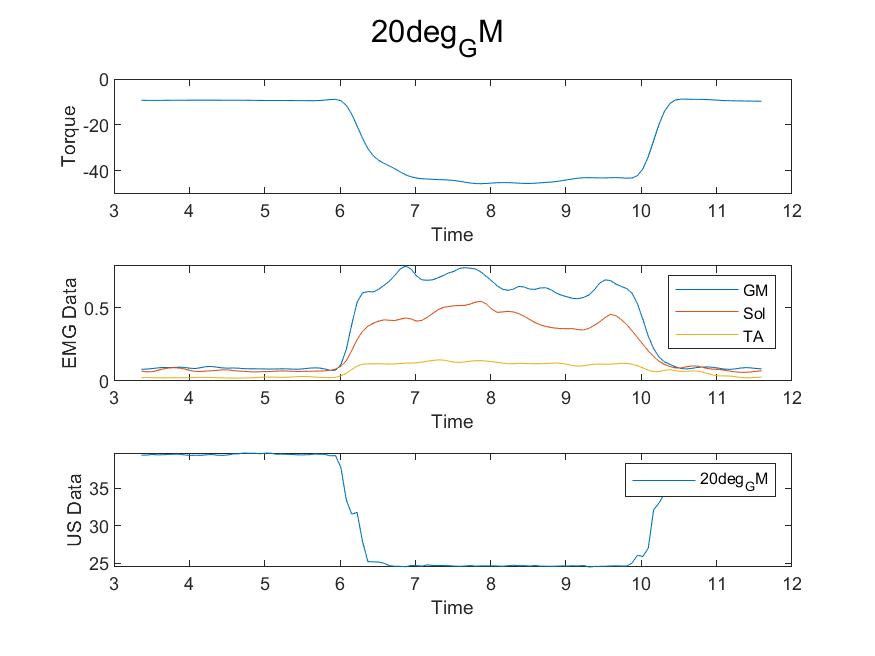 20deg_GM
0
-20
-40
Torque
3 4 5 6 7 8 9 10 11 12
Time
0.5
0
EMG Data
GM
Sol
TA
3 4 5 6 7 8 9 10 11 12
Time
35
30
25
US Data
20deg_GM
3 4 5 6 7 8 9 10 11 12
Time